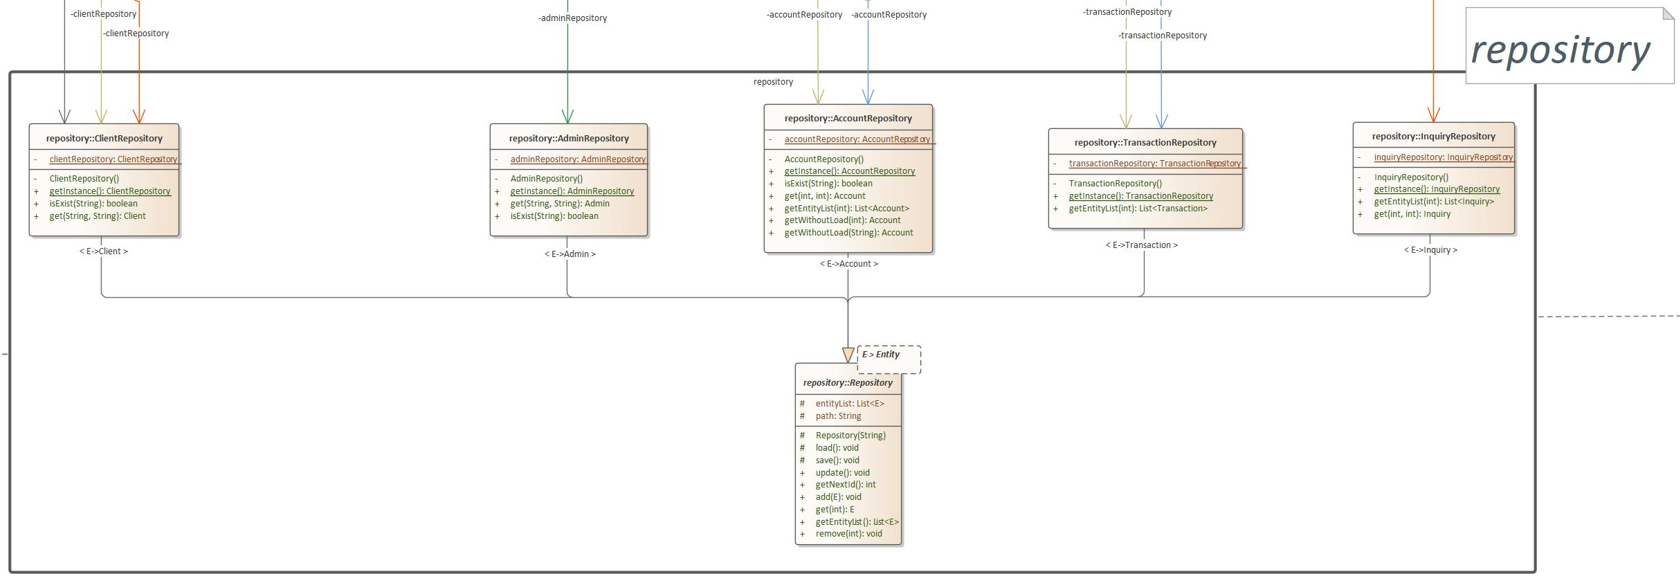 -clientRepository
-clientRepository
-adminRepository
-accountRepository
-accountRepository
-transactionRepository
-transactionRepository
repository
repository
repository::ClientRepository
- clientRepository: ClientRepository
- ClientRepository()
+ getInstance(): ClientRepository
+ isExist(String): boolean
+ get(String, String): Client
< E->Client >
repository::AdminRepository
- adminRepository: AdminRepository
- AdminRepository()
+ getInstance(): AdminRepository
+ get(String, String): Admin
+ isExist(String): boolean
< E->Admin >
repository::AccountRepository
- accountRepository: AccountRepository
- AccountRepository()
+ getInstance(): AccountRepository
+ isExist(String): boolean
+ get(int, int): Account
+ getEntityList(int): List<Account>
+ getWithoutLoad(int): Account
+ getWithoutLoad(String): Account
< E->Account >
repository::TransactionRepository
- transactionRepository: TransactionRepository
- TransactionRepository()
+ getInstance(): TransactionRepository
+ getEntityList(int): List<Transaction>
< E->Transaction >
repository::InquiryRepository
- inquiryRepository: InquiryRepository
- InquiryRepository()
+ getInstance(): InquiryRepository
+ getEntityList(int): List<Inquiry>
+ get(int, int): Inquiry
< E->Inquiry >
E > Entity
repository::Repository
# entityList: List<E>
# path: String
# Repository(String)
# load(): void
# save(): void
+ update(): void
+ getNextId(): int
+ add(E): void
+ get(int): E
+ getEntityList(): List<E>
+ remove(int): void